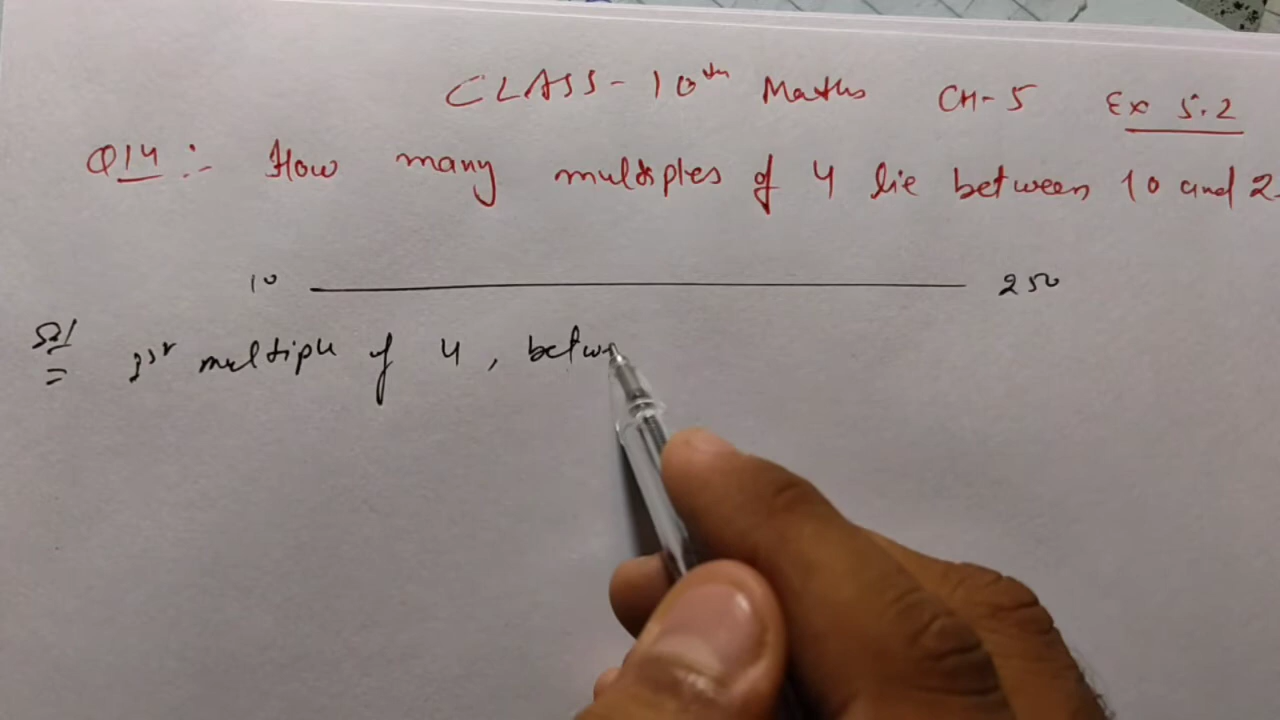 CLASS-10th Maths CH-5 Ex 5.2
Q14:- How many multiples of 4 lie between 10 and 2
10 250
Sol 1st multiple of 4, betwe